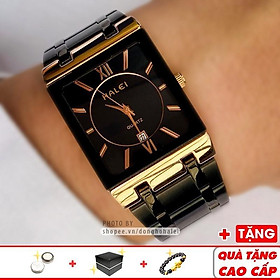 HALEI
QUARTZ
PHOTO BY
shopee.vn/donghohalei
+ TẶNG
QUÀ TẶNG
CAO CẤP